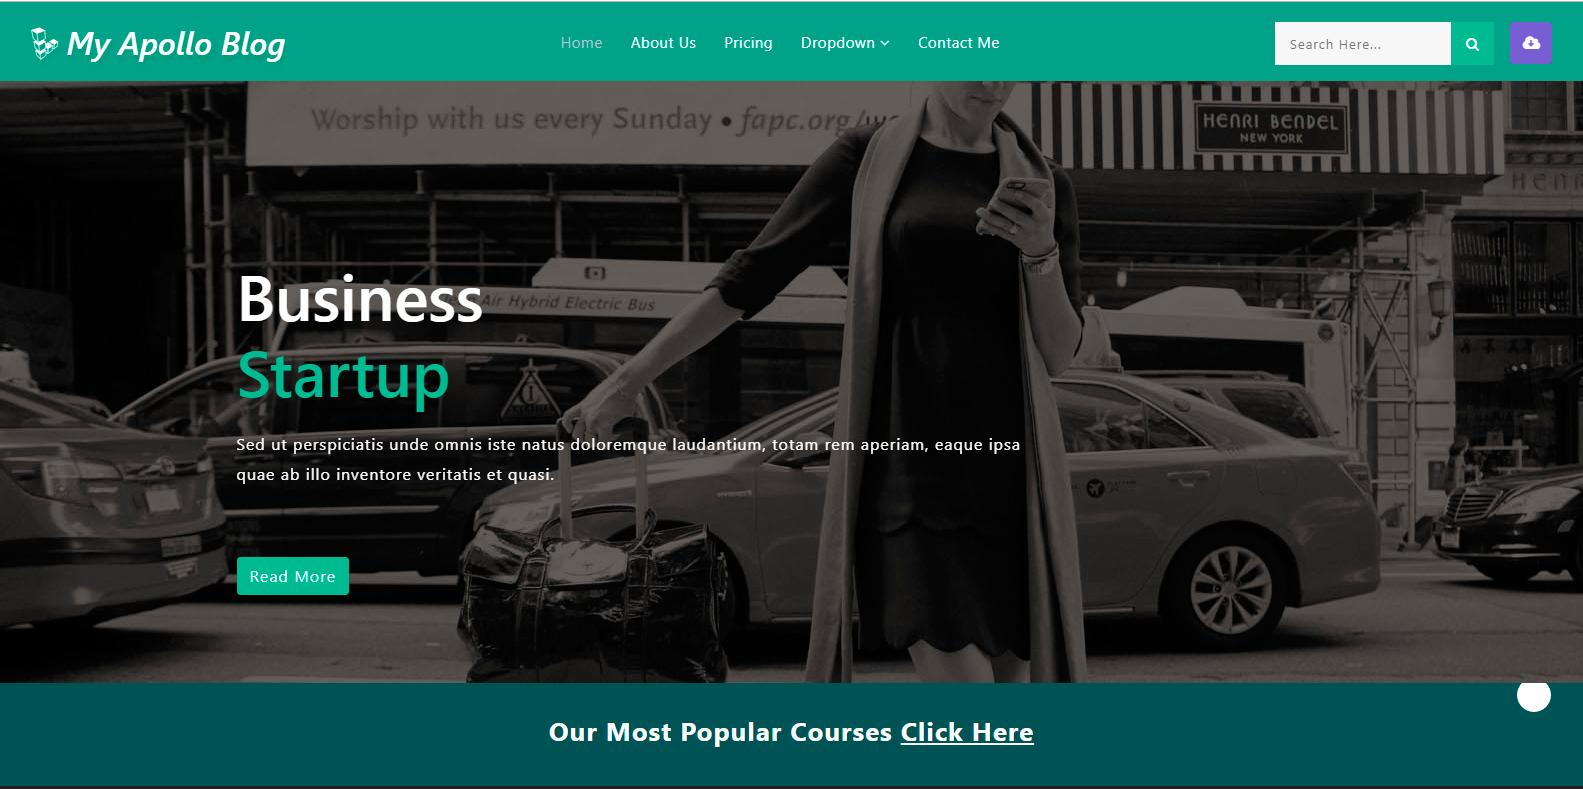 My Apollo Blog
Home About Us Pricing Dropdown Contact Me
Search Here...
Worship with us every Sunday • fapc.org/wo
HENRI BENDEL
NEW YORK
HENRI
Air Hybrid Electric Bus
Business
Startup
Sed ut perspiciatis unde omnis iste natus doloremque laudantium, totam rem aperiam, eaque ipsa
quae ab illo inventore veritatis et quasi.
Read More
Our Most Popular Courses Click Here